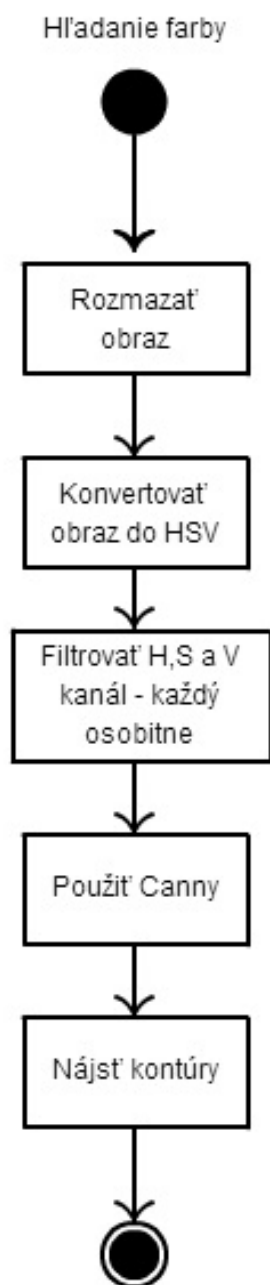 Hľadanie farby
Rozmazať
obraz
Konvertovať
obraz do HSV
Filtrovať H,S a V
kanál - každý
osobitne
Použiť Canny
Nájsť kontúry